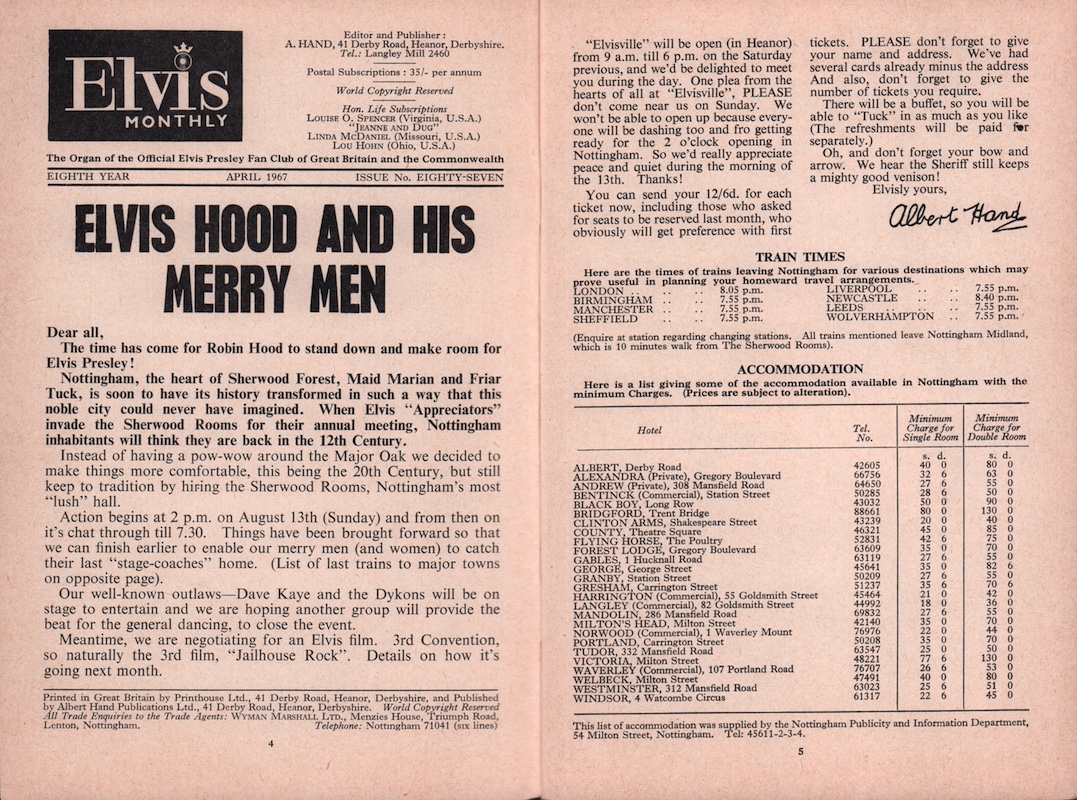 Elvis
MONTHLY
Editor and Publisher :
A. HAND, 41 Derby Road, Heanor, Derbyshire.
Tel.: Langley Mill 2460
Postal Subscriptions : 35/- per annum
World Copyright Reserved
Hon. Life Subscriptions
LOUISE O. SPENCER (Virginia, U.S.A.)
"JEANNE AND DUG"
LINDA MCDANIEL (Missouri, U.S.A.)
LOU HOHN (Ohio, U.S.A.)
The Organ of the Official Elvis Presley Fan Club of Great Britain and the Commonwealth
EIGHTH YEAR APRIL 1967 ISSUE No. EIGHTY-SEVEN
ELVIS HOOD AND HIS
MERRY MEN
Dear all,
The time has come for Robin Hood to stand down and make room for
Elvis Presley!
Nottingham, the heart of Sherwood Forest, Maid Marian and Friar
Tuck, is soon to have its history transformed in such a way that this
noble city could never have imagined. When Elvis "Appreciators"
invade the Sherwood Rooms for their annual meeting, Nottingham
inhabitants will think they are back in the 12th Century.
Instead of having a pow-wow around the Major Oak we decided to
make things more comfortable, this being the 20th Century, but still
keep to tradition by hiring the Sherwood Rooms, Nottingham's most
"lush" hall.
Action begins at 2 p.m. on August 13th (Sunday) and from then on
it's chat through till 7.30. Things have been brought forward so that
we can finish earlier to enable our merry men (and women) to catch
their last "stage-coaches" home. (List of last trains to major towns
on opposite page).
Our well-known outlaws—Dave Kaye and the Dykons will be on
stage to entertain and we are hoping another group will provide the
beat for the general dancing, to close the event.
Meantime, we are negotiating for an Elvis film. 3rd Convention,
so naturally the 3rd film, "Jailhouse Rock". Details on how it's
going next month.
Printed in Great Britain by Printhouse Ltd., 41 Derby Road, Heanor, Derbyshire, and Published
by Albert Hand Publications Ltd., 41 Derby Road, Heanor, Derbyshire. World Copyright Reserved
All Trade Enquiries to the Trade Agents: WYMAN MARSHALL LTD., Menzies House, Triumph Road,
Lenton, Nottingham. Telephone: Nottingham 71041 (six lines)
4
"Elvisville" will be open (in Heanor)
from 9 a.m. till 6 p.m. on the Saturday
previous, and we'd be delighted to meet
you during the day. One plea from the
hearts of all at "Elvisville", PLEASE
don't come near us on Sunday. We
won't be able to open up because every-
one will be dashing too and fro getting
ready for the 2 o'clock opening in
Nottingham. So we'd really appreciate
peace and quiet during the morning of
the 13th. Thanks!
You can send your 12/6d. for each
ticket now, including those who asked
for seats to be reserved last month, who
obviously will get preference with first
tickets. PLEASE don't forget to give
your name and address. We've had
several cards already minus the address
And also, don't forget to give the
number of tickets you require.
There will be a buffet, so you will be
able to "Tuck" in as much as you like
(The refreshments will be paid for
separately.)
Oh, and don't forget your bow and
arrow. We hear the Sheriff still keeps
a mighty good venison!
Elvisly yours,
Albert Hand
TRAIN TIMES
Here are the times of trains leaving Nottingham for various destinations which may
prove useful in planning your homeward travel arrangements.
LONDON .. .. .. 8.05 p.m. LIVERPOOL .. .. 7.55 p.m.
BIRMINGHAM .. .. 7.55 p.m. NEWCASTLE .. .. 8.40 p.m.
MANCHESTER .. .. 7.55 p.m. LEEDS .. .. 7.55 p.m.
SHEFFIELD .. .. 7.55 p.m. WOLVERHAMPTON .. 7.55 p.m.
(Enquire at station regarding changing stations. All trains mentioned leave Nottingham Midland,
which is 10 minutes walk from The Sherwood Rooms).
ACCOMMODATION
Here is a list giving some of the accommodation available in Nottingham with the
minimum Charges. (Prices are subject to alteration).
Hotel Tel. No. Minimum Charge for Single Room Minimum Charge for Double Room
s. d. s. d.
ALBERT, Derby Road 42605 40 0 80 0
ALEXANDRA (Private), Gregory Boulevard 66756 32 6 63 0
ANDREW (Private), 308 Mansfield Road 64650 27 6 55 0
BENTINCK (Commercial), Station Street 50285 28 6 50 0
BLACK BOY, Long Row 43032 50 0 90 0
BRIDGFORD, Trent Bridge 88661 80 0 130 0
CLINTON ARMS, Shakespeare Street 43239 20 0 40 0
COUNTY, Theatre Square 46321 45 0 85 0
FLYING HORSE, The Poultry 52831 42 6 75 0
FOREST LODGE, Gregory Boulevard 63609 35 0 70 0
GABLES, 1 Hucknall Road 63119 27 6 55 0
GEORGE, George Street 45641 35 0 82 6
GRANBY, Station Street 50209 27 6 55 0
GRESHAM, Carrington Street 51237 35 6 70 6
HARRINGTON (Commercial), 55 Goldsmith Street 45464 21 0 42 0
LANGLEY (Commercial), 82 Goldsmith Street 44992 18 0 36 0
MANDOLIN, 286 Mansfield Road 69832 27 6 55 0
MILTON'S HEAD, Milton Street 42140 35 0 70 0
NORWOOD (Commercial), 1 Waverley Mount 76976 22 0 44 0
PORTLAND, Carrington Street 50208 35 0 70 0
TUDOR, 332 Mansfield Road 63547 25 0 50 0
VICTORIA, Milton Street 48221 77 6 130 0
WAVERLEY (Commercial), 107 Portland Road 76707 26 6 53 0
WELBECK, Milton Street 47491 40 0 80 0
WESTMINSTER, 312 Mansfield Road 63023 25 6 51 0
WINDSOR, 4 Watcombe Circus 61317 22 6 45 0
This list of accommodation was supplied by the Nottingham Publicity and Information Department,
54 Milton Street, Nottingham. Tel: 45611-2-3-4.
5